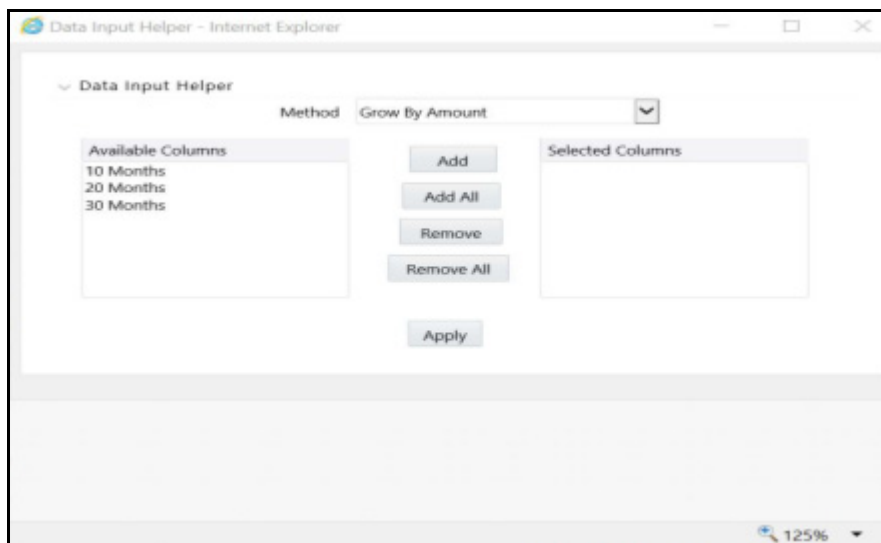 Data Input Helper - Internet Explorer
Data Input Helper
Method Grow By Amount
Available Columns
10 Months
20 Months
30 Months
Add
Add All
Remove
Remove All
Selected Columns
Apply
125%